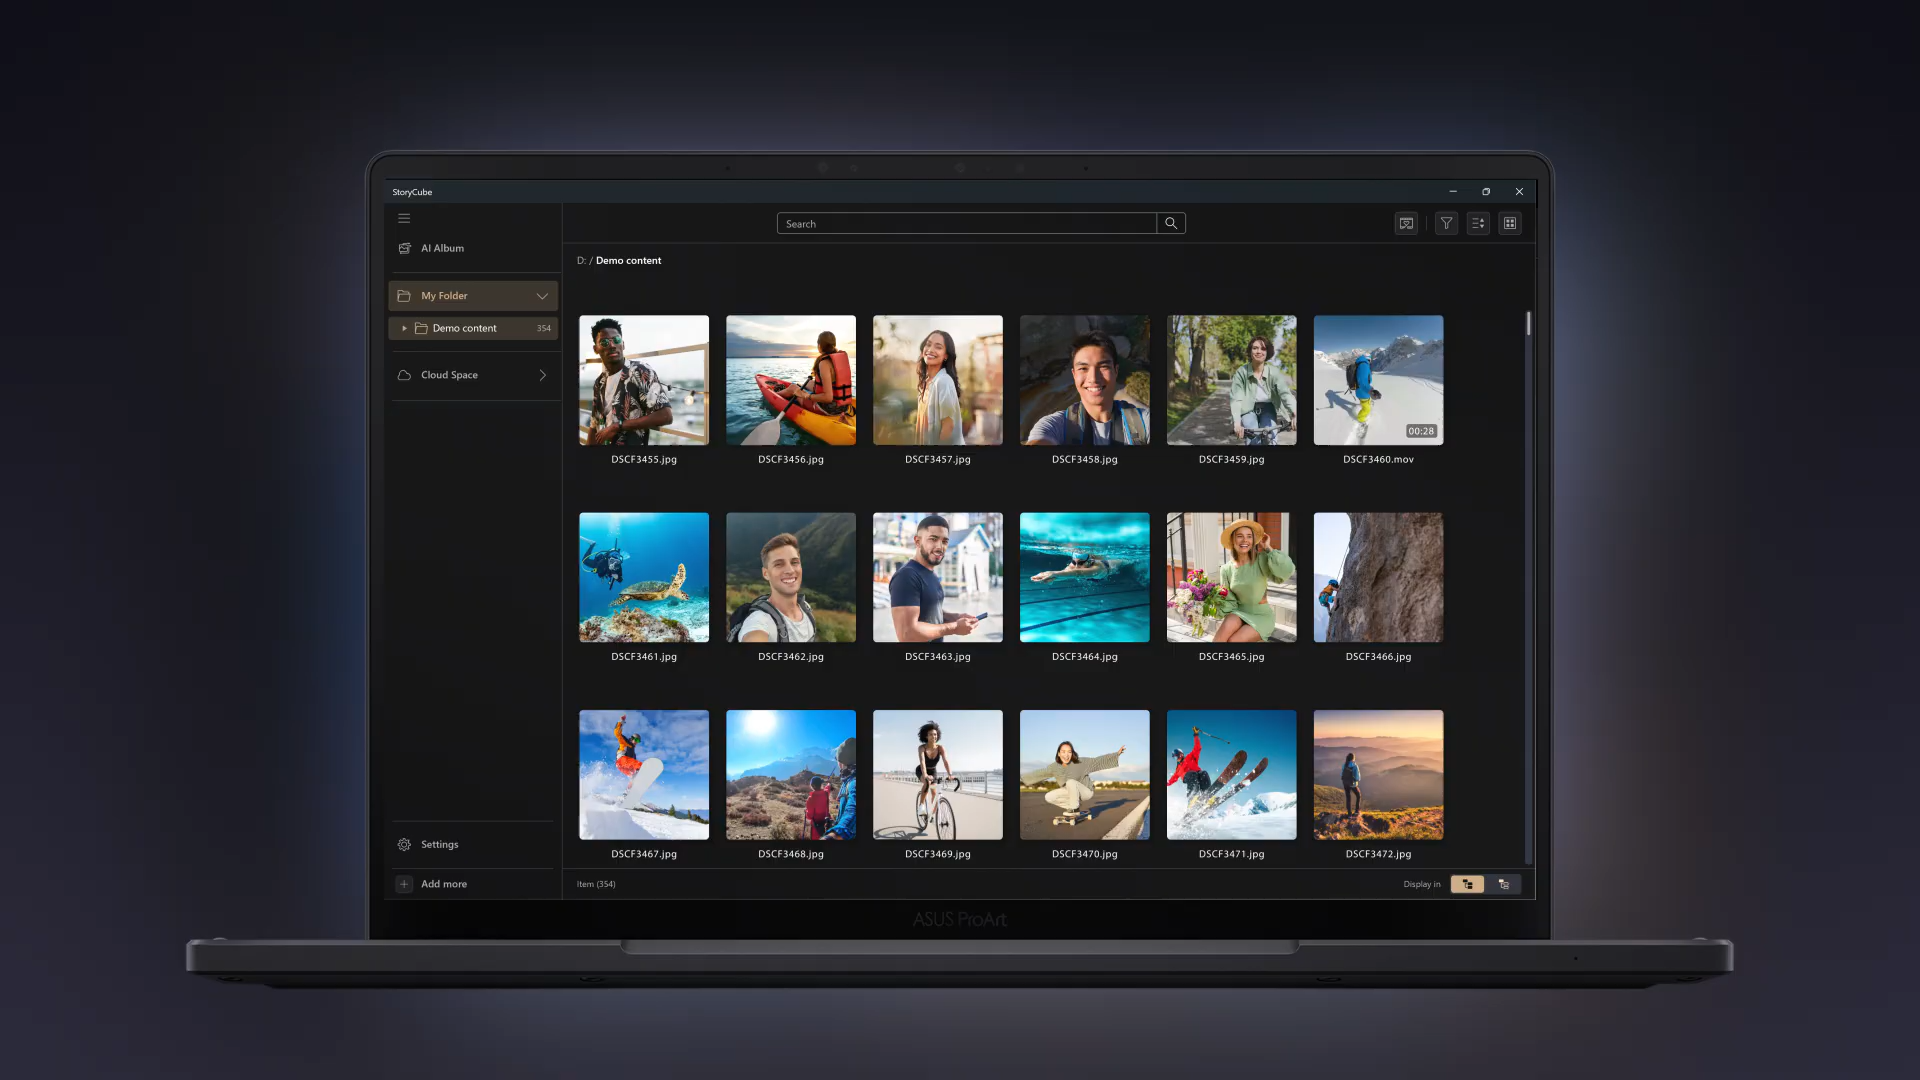 StoryCube
Search
AI Album
D: / Demo content
My Folder
Demo content 354
Cloud Space
00:28
DSCF3455.jpg DSCF3456.jpg DSCF3457.jpg DSCF3458.jpg DSCF3459.jpg DSCF3460.mov
DSCF3461.jpg DSCF3462.jpg DSCF3463.jpg DSCF3464.jpg DSCF3465.jpg DSCF3466.jpg
DSCF3467.jpg DSCF3468.jpg DSCF3469.jpg DSCF3470.jpg DSCF3471.jpg DSCF3472.jpg
Settings
Add more
Item (354)
Display in
ASUS ProArt